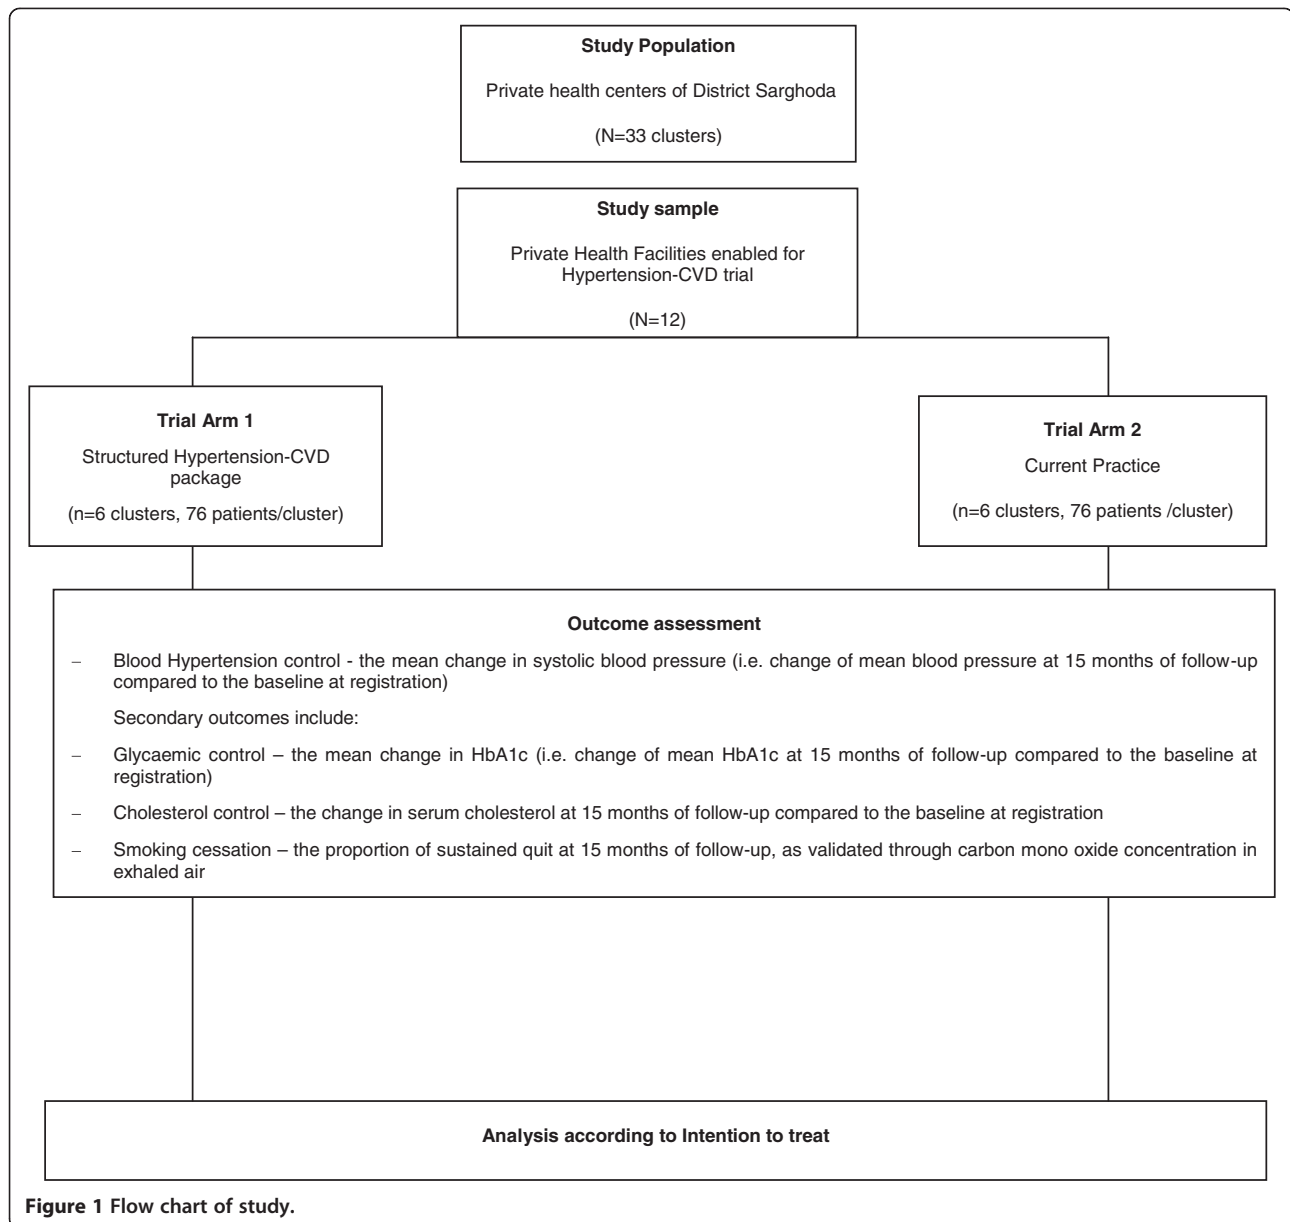 Study Population
Private health centers of District Sarghoda
(N=33 clusters)
Study sample
Private Health Facilities enabled for
Hypertension-CVD trial
(N=12)
Trial Arm 1
Structured Hypertension-CVD
package
(n=6 clusters, 76 patients/cluster)
Trial Arm 2
Current Practice
(n=6 clusters, 76 patients /cluster)
Outcome assessment
– Blood Hypertension control - the mean change in systolic blood pressure (i.e. change of mean blood pressure at 15 months of follow-up
compared to the baseline at registration)
Secondary outcomes include:
– Glycaemic control – the mean change in HbA1c (i.e. change of mean HbA1c at 15 months of follow-up compared to the baseline at
registration)
– Cholesterol control – the change in serum cholesterol at 15 months of follow-up compared to the baseline at registration
– Smoking cessation – the proportion of sustained quit at 15 months of follow-up, as validated through carbon mono oxide concentration in
exhaled air
Analysis according to Intention to treat
Figure 1 Flow chart of study.